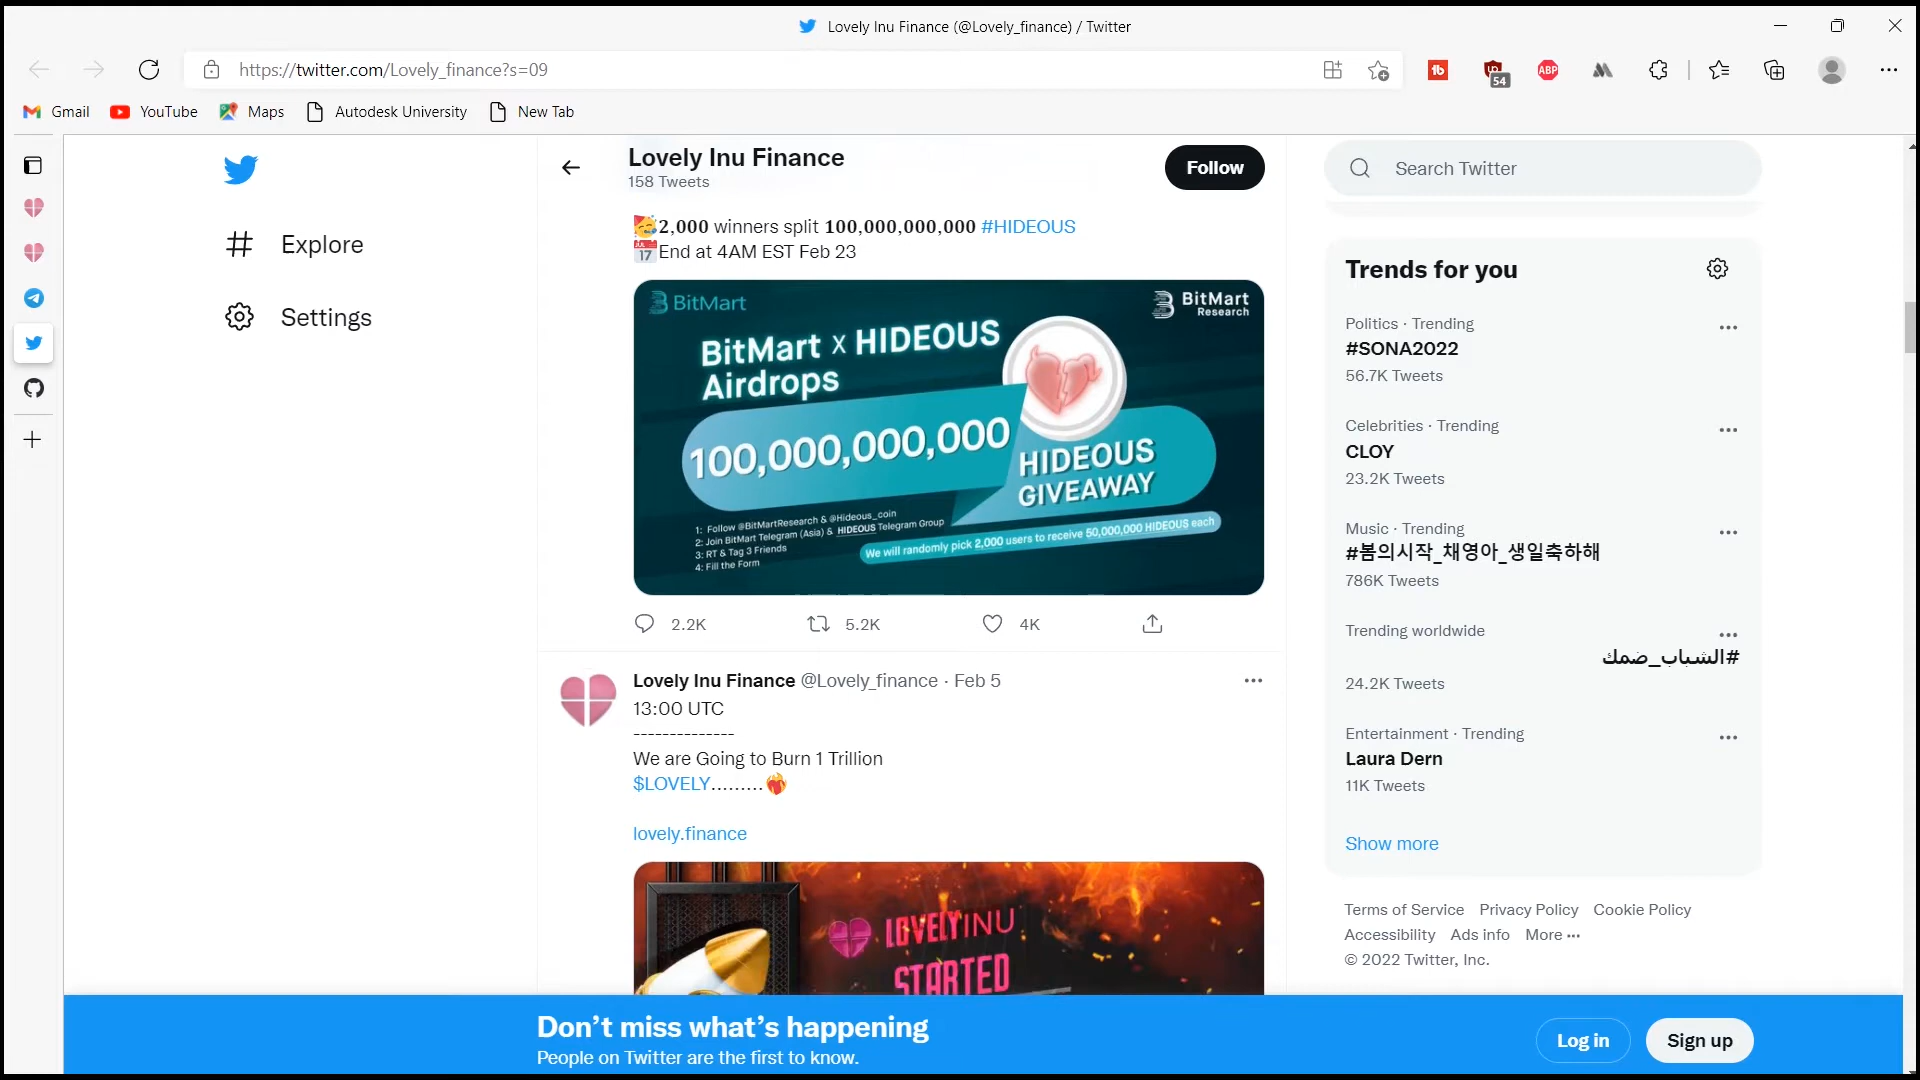 Lovely Inu Finance (@Lovely_finance) / Twitter
https://twitter.com/Lovely_finance?s=09
54
ABP
Gmail
YouTube
Maps
Autodesk University
New Tab
Explore
Settings
Lovely Inu Finance
158 Tweets
Follow
2,000 winners split 100,000,000,000 #HIDEOUS
17 End at 4AM EST Feb 23
BitMart
BitMart
Research
BitMart X HIDEOUS
Airdrops
100,000,000,000
HIDEOUS
GIVEAWAY
1: Follow @BitMartResearch & @Hideous_coin
2: Join BitMart Telegram (Asia) & HIDEOUS Telegram Group
3: RT & Tag 3 Friends
4: Fill the Form
We will randomly pick 2,000 users to receive 50,000,000 HIDEOUS each
2.2K
5.2K
4K
Lovely Inu Finance @Lovely_finance · Feb 5
13:00 UTC
--------------
We are Going to Burn 1 Trillion
$LOVELY.........
lovely.finance
LOVELY INU
STARTED
Search Twitter
Trends for you
Politics · Trending
#SONA2022
56.7K Tweets
Celebrities · Trending
CLOY
23.2K Tweets
Music · Trending
#봄의시작_채영아_생일축하해
786K Tweets
Trending worldwide
#الشباب_ضمك
24.2K Tweets
Entertainment · Trending
Laura Dern
11K Tweets
Show more
Terms of Service Privacy Policy Cookie Policy
Accessibility Ads info More ···
© 2022 Twitter, Inc.
Don't miss what's happening
People on Twitter are the first to know.
Log in
Sign up